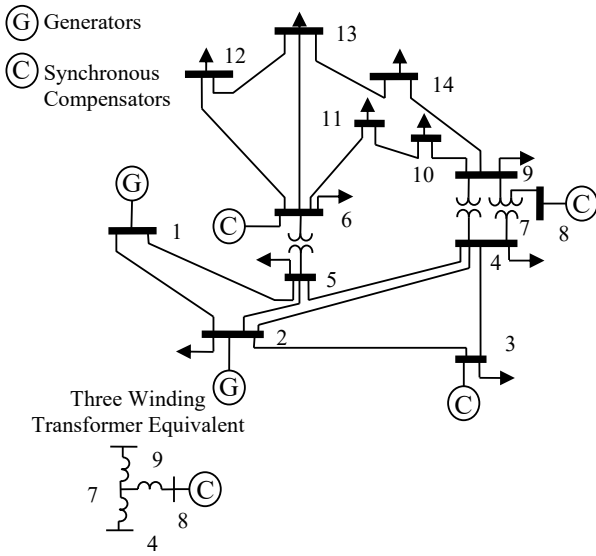 G Generators
C Synchronous
Compensators
13
12
14
11
10
9
G
C
C
6
7
8
1
5
4
2
3
G
C
Three Winding
Transformer Equivalent
9
7
C
8
4